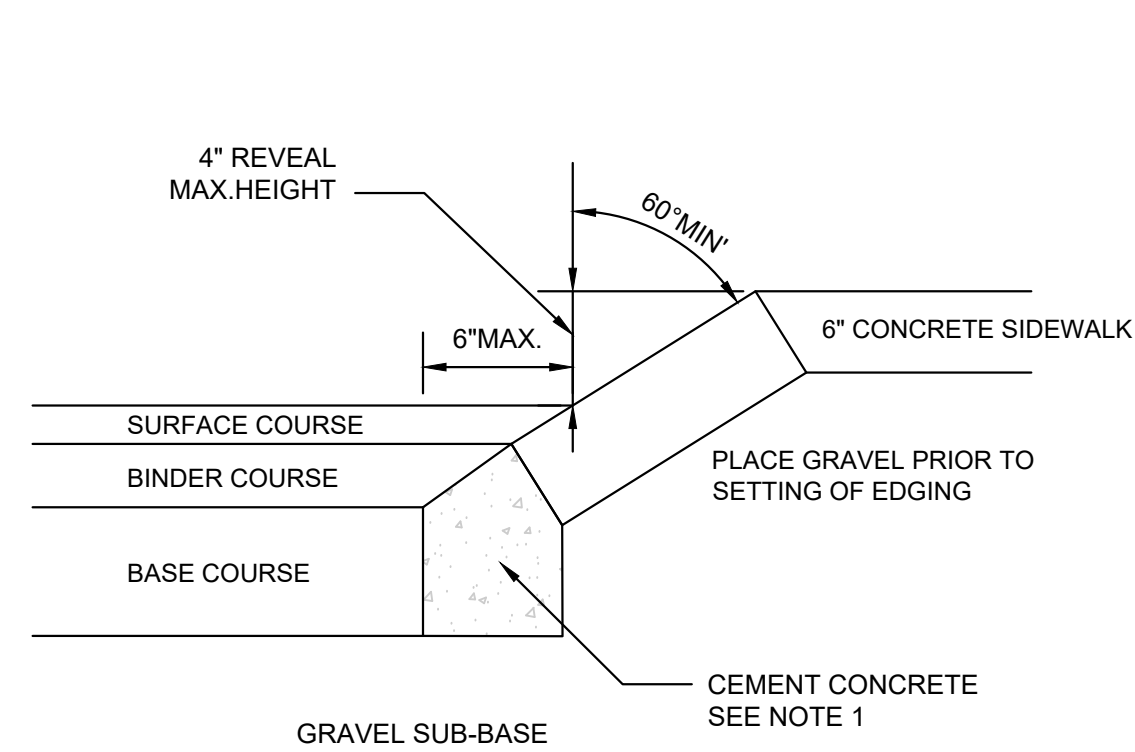 4" REVEAL
MAX.HEIGHT
60°MIN'
6"MAX.
6" CONCRETE SIDEWALK
SURFACE COURSE
BINDER COURSE
PLACE GRAVEL PRIOR TO
SETTING OF EDGING
BASE COURSE
CEMENT CONCRETE
SEE NOTE 1
GRAVEL SUB-BASE